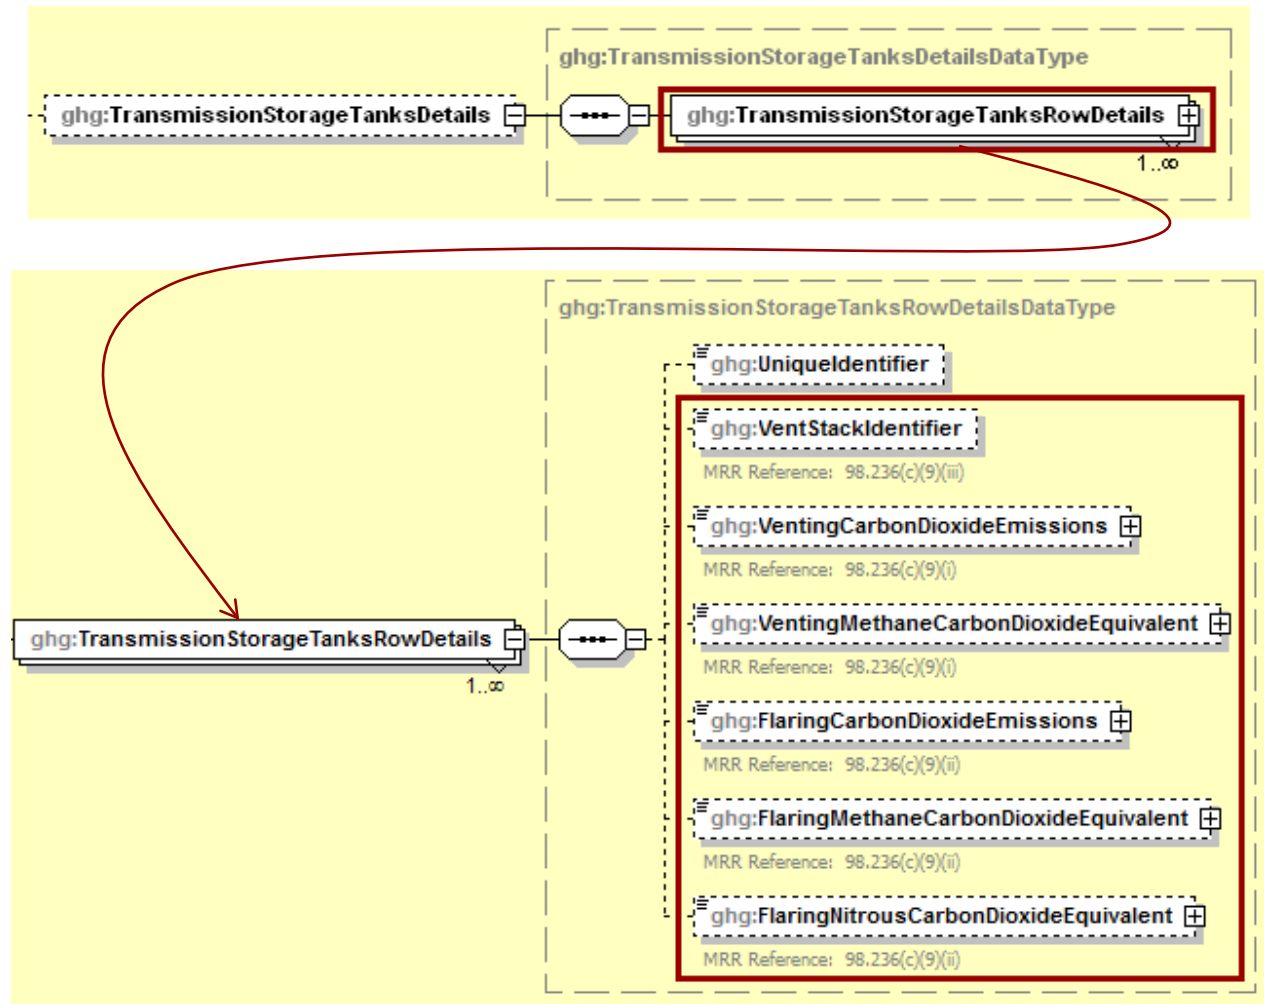 ghg:TransmissionStorageTanksDetailsDataType
ghg:TransmissionStorageTanksDetails
ghg:TransmissionStorageTanksRowDetails
1..∞
ghg:TransmissionStorageTanksRowDetailsDataType
ghg:UniqueIdentifier
ghg:VentStackIdentifier
MRR Reference: 98.236(c)(9)(iii)
ghg:VentingCarbonDioxideEmissions
MRR Reference: 98.236(c)(9)(i)
ghg:VentingMethaneCarbonDioxideEquivalent
ghg:TransmissionStorageTanksRowDetails
MRR Reference: 98.236(c)(9)(i)
1..∞
ghg:FlaringCarbonDioxideEmissions
MRR Reference: 98.236(c)(9)(ii)
ghg:FlaringMethaneCarbonDioxideEquivalent
MRR Reference: 98.236(c)(9)(ii)
ghg:FlaringNitrousCarbonDioxideEquivalent
MRR Reference: 98.236(c)(9)(ii)